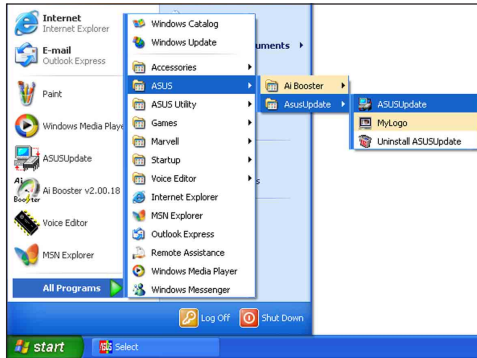 Internet
Internet Explorer
E-mail
Outlook Express
Paint
Windows Media Playe
ASUSUpdate
Ai Booster v2.00.18
Voice Editor
MSN Explorer
All Programs
Windows Catalog
Windows Update
Accessories
ASUS
ASUS Utility
Games
Marvell
Startup
Voice Editor
Internet Explorer
MSN Explorer
Outlook Express
Remote Assistance
Windows Media Player
Windows Messenger
uments
s
Ai Booster
AsusUpdate
ASUSUpdate
MyLogo
Uninstall ASUSUpdate
Log Off
Shut Down
start
Select